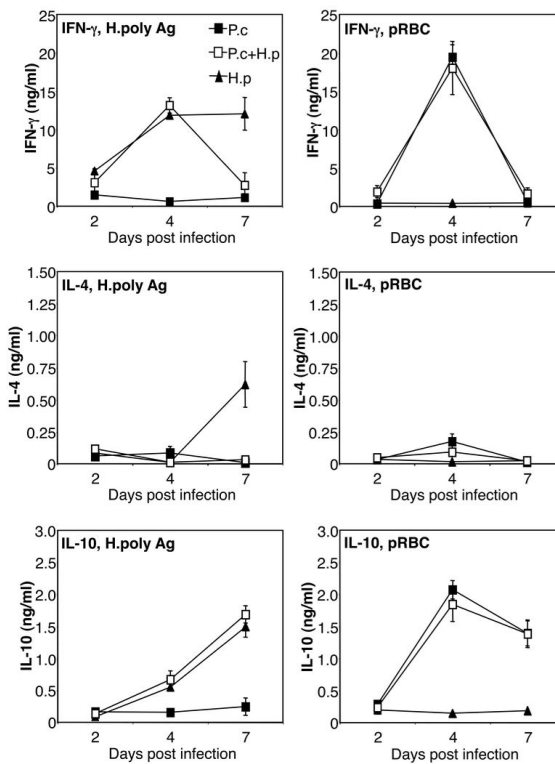 IFN-γ, H.poly Ag
P.c
P.c+H.p
H.p
IFN-γ (ng/ml)
25
20
15
10
5
0
2 4 7
Days post infection
IFN-γ, pRBC
IFN-γ (ng/ml)
25
20
15
10
5
0
2 4 7
Days post infection
IL-4, H.poly Ag
IL-4 (ng/ml)
1.50
1.25
1.00
0.75
0.50
0.25
0
2 4 7
Days post infection
IL-4, pRBC
IL-4 (ng/ml)
1.50
1.25
1.00
0.75
0.50
0.25
0
2 4 7
Days post infection
IL-10, H.poly Ag
IL-10 (ng/ml)
3.0
2.5
2.0
1.5
1.0
0.5
0
2 4 7
Days post infection
IL-10, pRBC
IL-10 (ng/ml)
3.0
2.5
2.0
1.5
1.0
0.5
0
2 4 7
Days post infection